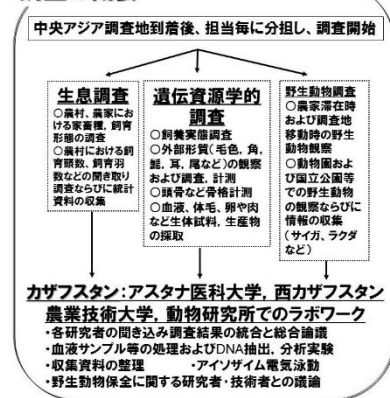 中央アジア調査地到着後、担当毎に分担し、調査開始
生息調査
○農村、農家にお
ける家畜種、飼育
形態の調査
○農村における飼
育頭数、飼育羽
数などの聞き取り
調査ならびに統計
資料の収集
遺伝資源学的
調査
○飼養実態調査
○外部形質(毛色、角、
髭、耳、尾など)の観察
および調査、計測
○頭骨など骨格計測
○血液、体毛、卵や肉
など生体試料、生産物
の採取
野生動物調査
○農家滞在時
および調査地
移動時の野生
動物観察
○動物園およ
び国立公園等
での野生動物
の観察ならびに
情報の収集
(サイガ、ラクダ
など)
カザフスタン:アスタナ医科大学，西カザフスタン
農業技術大学，動物研究所でのラボワーク
・各研究者の聞き込み調査結果の統合と総合論議
・血液サンプル等の処理およびDNA抽出，分析実験
・収集資料の整理　・アイソザイム電気泳動
・野生動物保全に関する研究者・技術者との議論